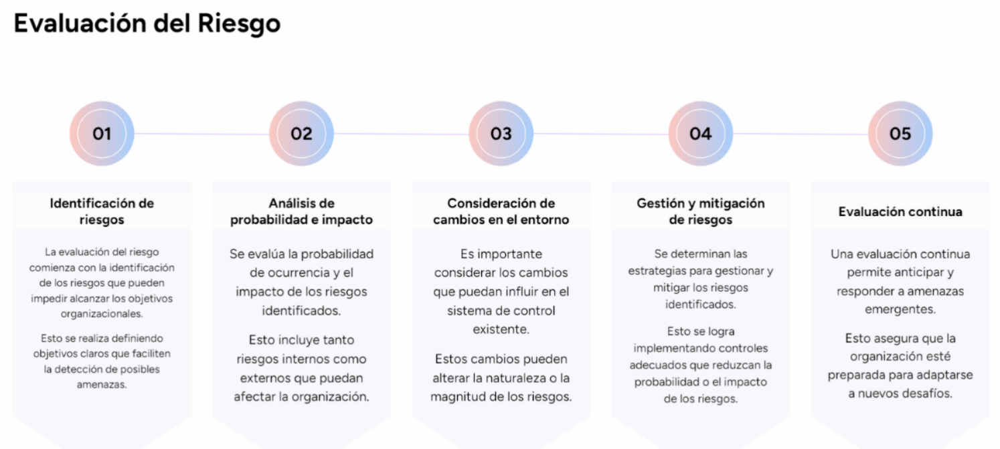 Evaluación del Riesgo
01
02
03
04
05
Identificación de
riesgos
La evaluación del riesgo
comienza con la identificación
de los riesgos que pueden
impedir alcanzar los objetivos
organizacionales.
Esto se realiza definiendo
objetivos claros que faciliten
la detección de posibles
amenazas.
Análisis de
probabilidad e impacto
Se evalúa la probabilidad
de ocurrencia y el
impacto de los riesgos
identificados.
Esto incluye tanto
riesgos internos como
externos que puedan
afectar la organización.
Consideración de
cambios en el entorno
Es importante
considerar los cambios
que puedan influir en el
sistema de control
existente.
Estos cambios pueden
alterar la naturaleza o la
magnitud de los riesgos.
Gestión y mitigación
de riesgos
Se determinan las
estrategias para gestionar y
mitigar los riesgos
identificados.
Esto se logra
implementando controles
adecuados que reduzcan la
probabilidad o el impacto
de los riesgos.
Evaluación continua
Una evaluación continua
permite anticipar y
responder a amenazas
emergentes.
Esto asegura que la
organización esté
preparada para adaptarse
a nuevos desafíos.